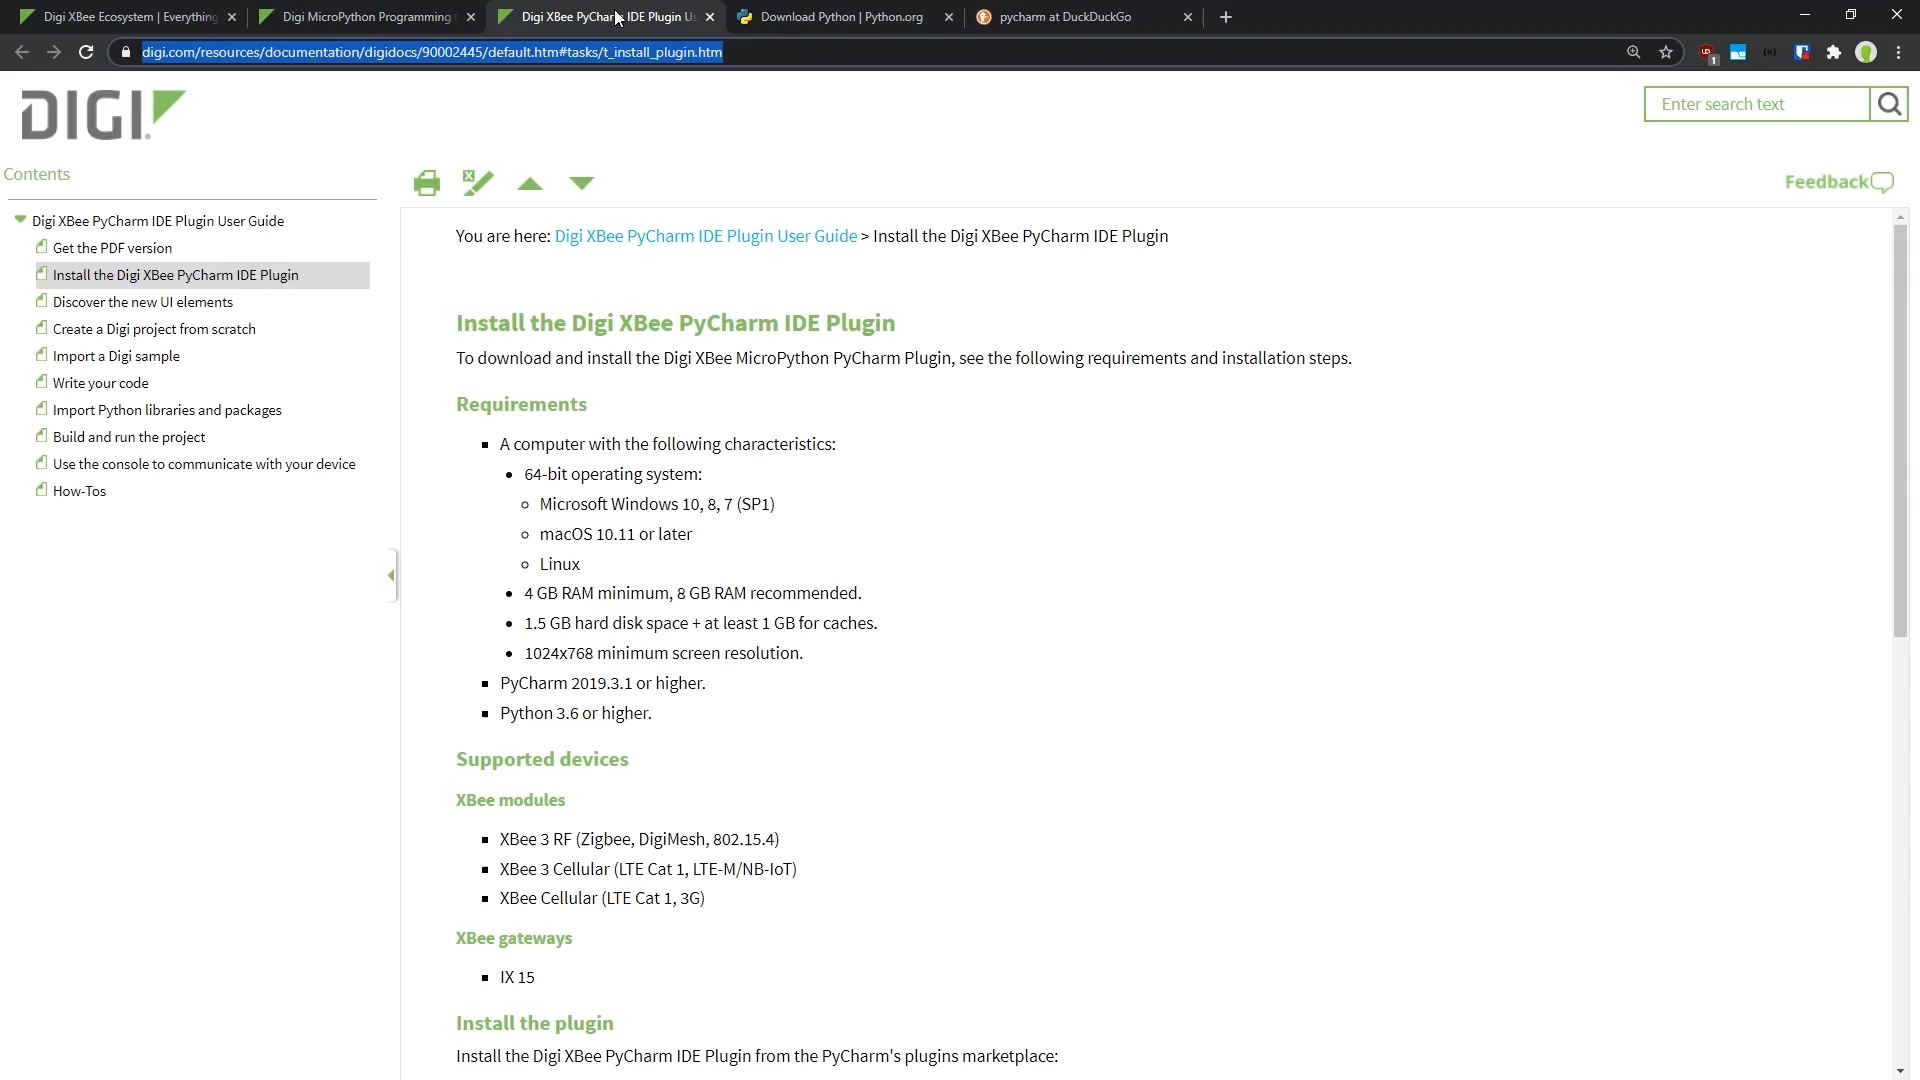 Digi XBee Ecosystem | Everything
Digi MicroPython Programming
Digi XBee PyCharm IDE Plugin U
Download Python | Python.org
pycharm at DuckDuckGo
digi.com/resources/documentation/digidocs/90002445/default.htm#tasks/t_install_plugin.htm
1
DIGI
Enter search text
Contents
Feedback
Digi XBee PyCharm IDE Plugin User Guide
Get the PDF version
Install the Digi XBee PyCharm IDE Plugin
Discover the new UI elements
Create a Digi project from scratch
Import a Digi sample
Write your code
Import Python libraries and packages
Build and run the project
Use the console to communicate with your device
How-Tos
You are here: Digi XBee PyCharm IDE Plugin User Guide > Install the Digi XBee PyCharm IDE Plugin
Install the Digi XBee PyCharm IDE Plugin
To download and install the Digi XBee MicroPython PyCharm Plugin, see the following requirements and installation steps.
Requirements
A computer with the following characteristics:
64-bit operating system:
Microsoft Windows 10, 8, 7 (SP1)
macOS 10.11 or later
Linux
4 GB RAM minimum, 8 GB RAM recommended.
1.5 GB hard disk space + at least 1 GB for caches.
1024x768 minimum screen resolution.
PyCharm 2019.3.1 or higher.
Python 3.6 or higher.
Supported devices
XBee modules
XBee 3 RF (Zigbee, DigiMesh, 802.15.4)
XBee 3 Cellular (LTE Cat 1, LTE-M/NB-IoT)
XBee Cellular (LTE Cat 1, 3G)
XBee gateways
IX 15
Install the plugin
Install the Digi XBee PyCharm IDE Plugin from the PyCharm's plugins marketplace: